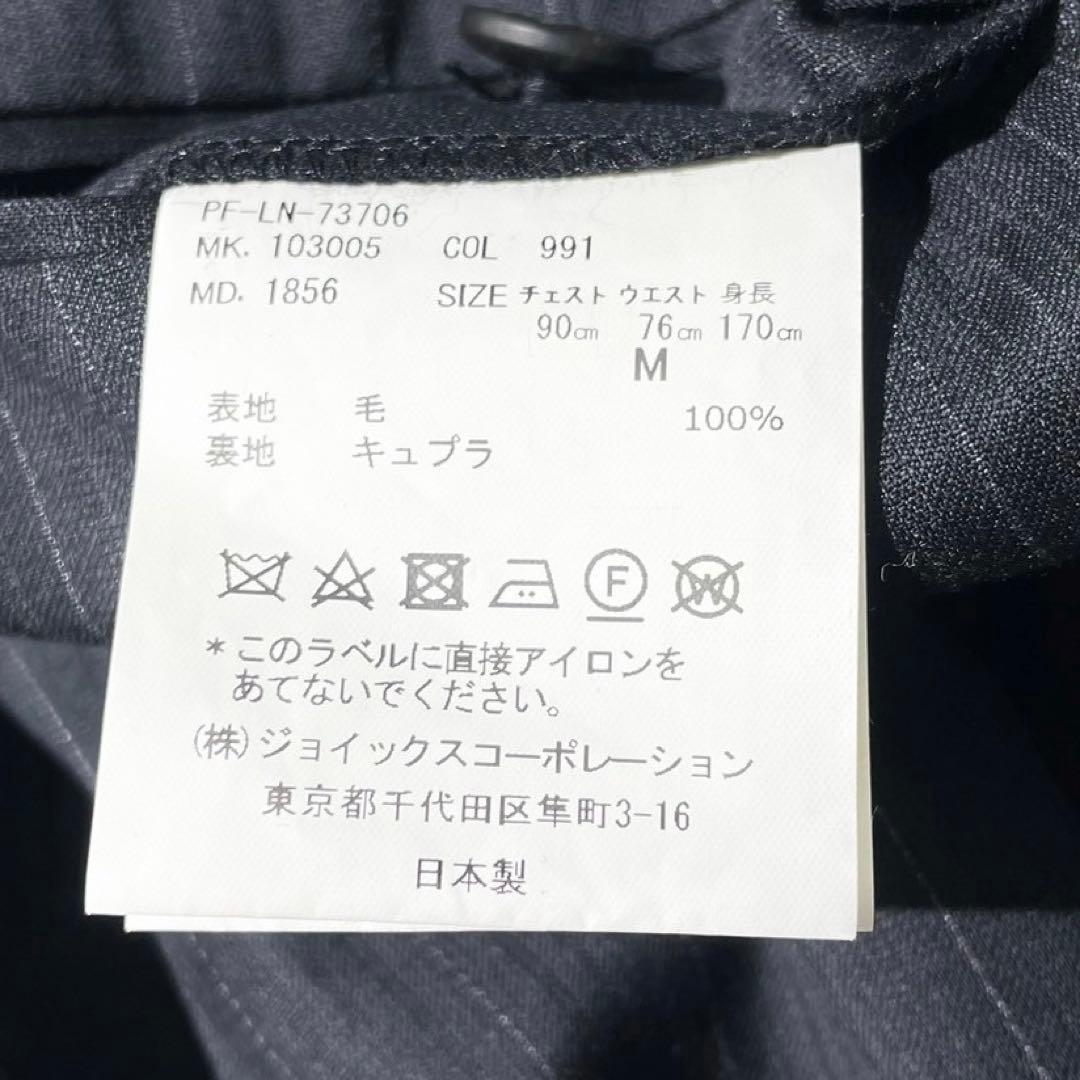 PF-LN-73706
MK. 103005 COL 991
MD. 1856 SIZE チェスト ウエスト 身長
90㎝ 76㎝ 170㎝
M
表地 毛 100%
裏地 キュプラ
F W
*このラベルに直接アイロンを
あてないでください。
(株)ジョイックスコーポレーション
東京都千代田区隼町3-16
日本製